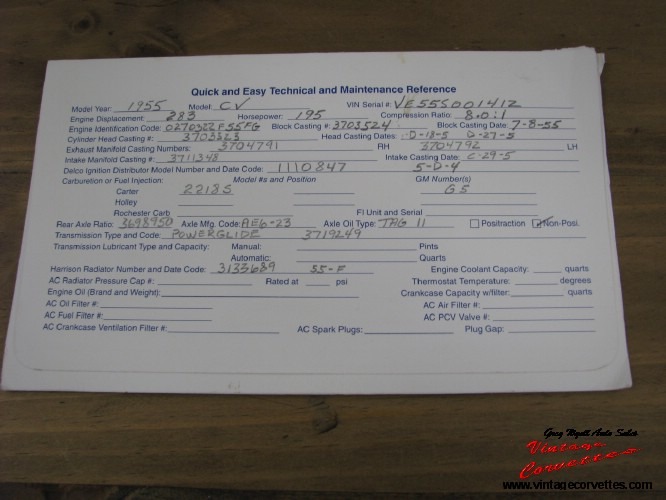 Quick and Easy Technical and Maintenance Reference
Model Year: 1955 Model: CV VIN Serial #: VE55S001412
Engine Displacement: 283 Horsepower: 195 Compression Ratio: 8.0:1
Engine Identification Code: 0270322F55FG Block Casting #: 3703524 Block Casting Date: 7-8-55
Cylinder Head Casting #: 3703523 Head Casting Dates: D-18-5 D-27-5
Exhaust Manifold Casting Numbers: 3704791 RH 3704792 LH
Intake Manifold Casting #: 3711348 Intake Casting Date: C-29-5
Delco Ignition Distributor Model Number and Date Code: 1110847 5-D-4
Carburetion or Fuel Injection: Model #s and Position GM Number(s)
Carter 2218S G5
Holley
Rochester Carb FI Unit and Serial
Rear Axle Ratio: 3698950 Axle Mfg. Code: AE6-23 Axle Oil Type: TAG 11 Positraction Non-Posi.
Transmission Type and Code: POWERGLIDE 3719249
Transmission Lubricant Type and Capacity: Manual: Pints
Automatic: Quarts
Harrison Radiator Number and Date Code: 3133689 55-F Engine Coolant Capacity: quarts
AC Radiator Pressure Cap #: Rated at psi Thermostat Temperature: degrees
Engine Oil (Brand and Weight): Crankcase Capacity w/filter: quarts
AC Oil Filter #: AC Air Filter #:
AC Fuel Filter #: AC PCV Valve #:
AC Crankcase Ventilation Filter #: AC Spark Plugs: Plug Gap:
Greg Wyatt Auto Sales
Vintage
Corvettes
www.vintagecorvettes.com